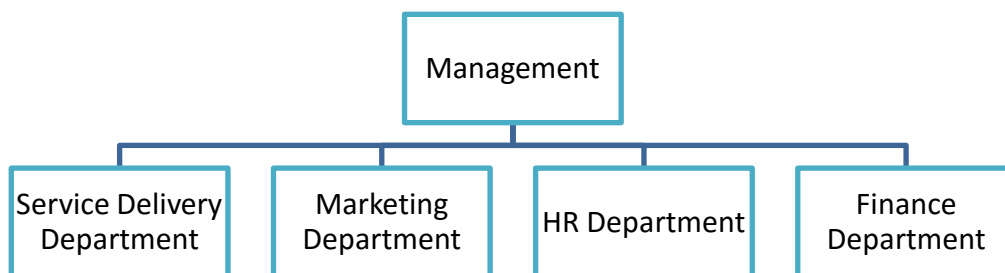 Management
Service Delivery
Department
Marketing
Department
HR Department
Finance
Department